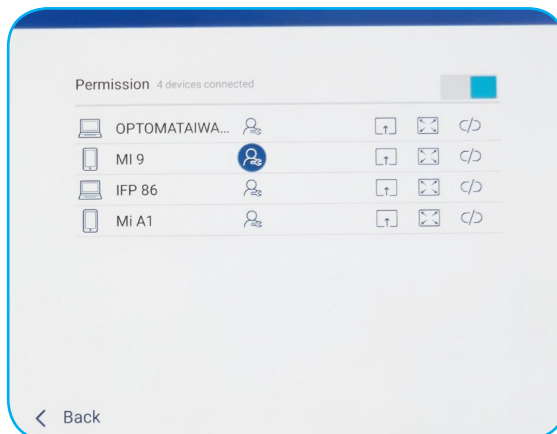 Permission 4 devices connected
OPTOMATAIWA...
MI 9
IFP 86
Mi A1
Back